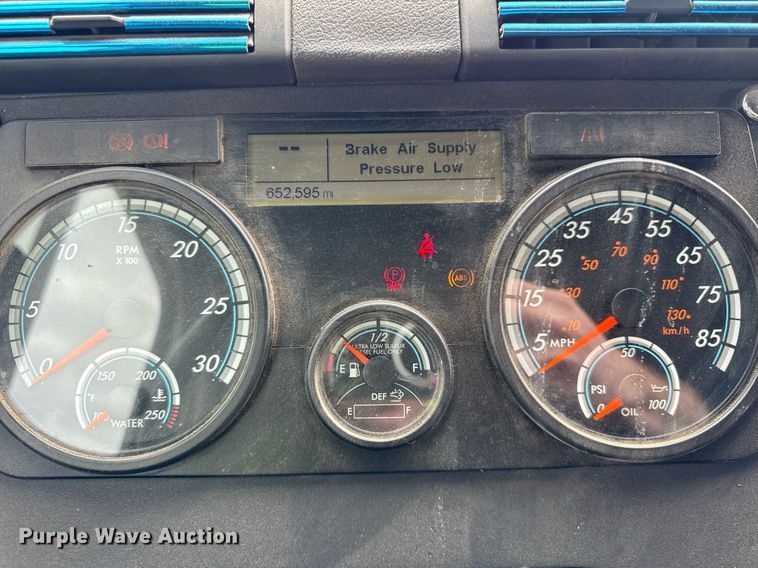 -- Brake Air Supply
Pressure Low
652,595 mi
0 5 10 15 20 25 30
RPM
X 100
100 150 200 250
°F
WATER
PARK
ABS
1/2
ULTRA LOW SULFUR
FUEL ONLY
E F
DEF
E F
5 15 25 35 45 55 65 75 85
MPH
10 30 50 70 90 110 130
km/h
0 50 100
PSI
OIL
Purple Wave Auction